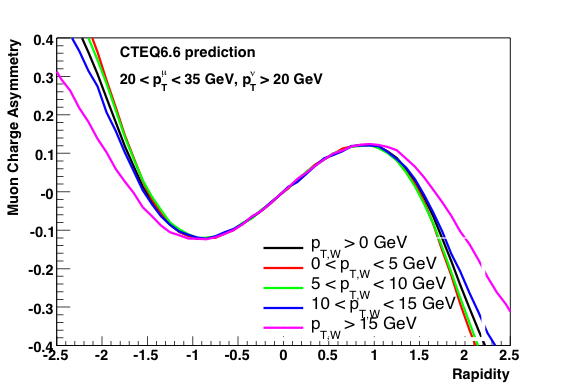 CTEQ6.6 prediction
20 < p_T^μ < 35 GeV, p_T^ν > 20 GeV
Muon Charge Asymmetry
0.4
0.3
0.2
0.1
-0
-0.1
-0.2
-0.3
-0.4
p_T,W > 0 GeV
0 < p_T,W < 5 GeV
5 < p_T,W < 10 GeV
10 < p_T,W < 15 GeV
p_T,W > 15 GeV
-2.5 -2 -1.5 -1 -0.5 0 0.5 1 1.5 2 2.5
Rapidity